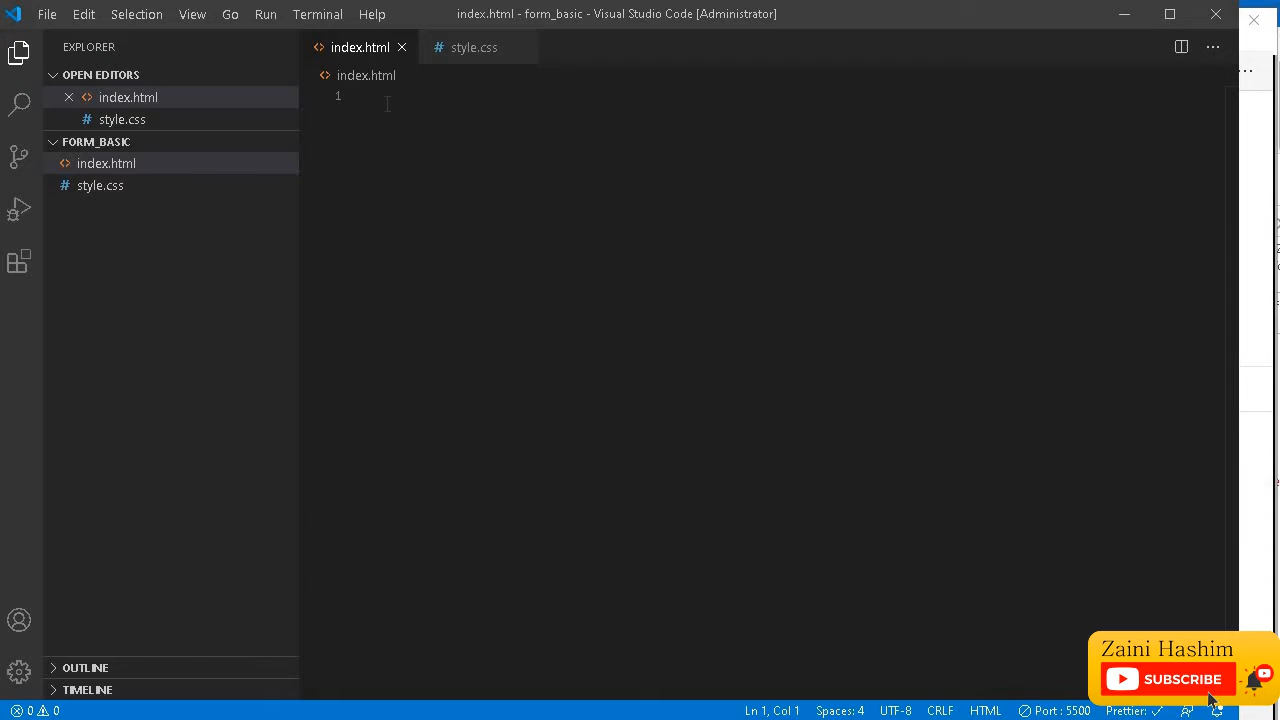 File Edit Selection View Go Run Terminal Help index.html - form_basic - Visual Studio Code [Administrator]
EXPLORER
OPEN EDITORS
index.html
style.css
FORM_BASIC
index.html
style.css
OUTLINE
TIMELINE
index.html style.css
index.html
1
Zaini Hashim
SUBSCRIBE
0 0 Ln 1, Col 1 Spaces: 4 UTF-8 CRLF HTML Port : 5500 Prettier: